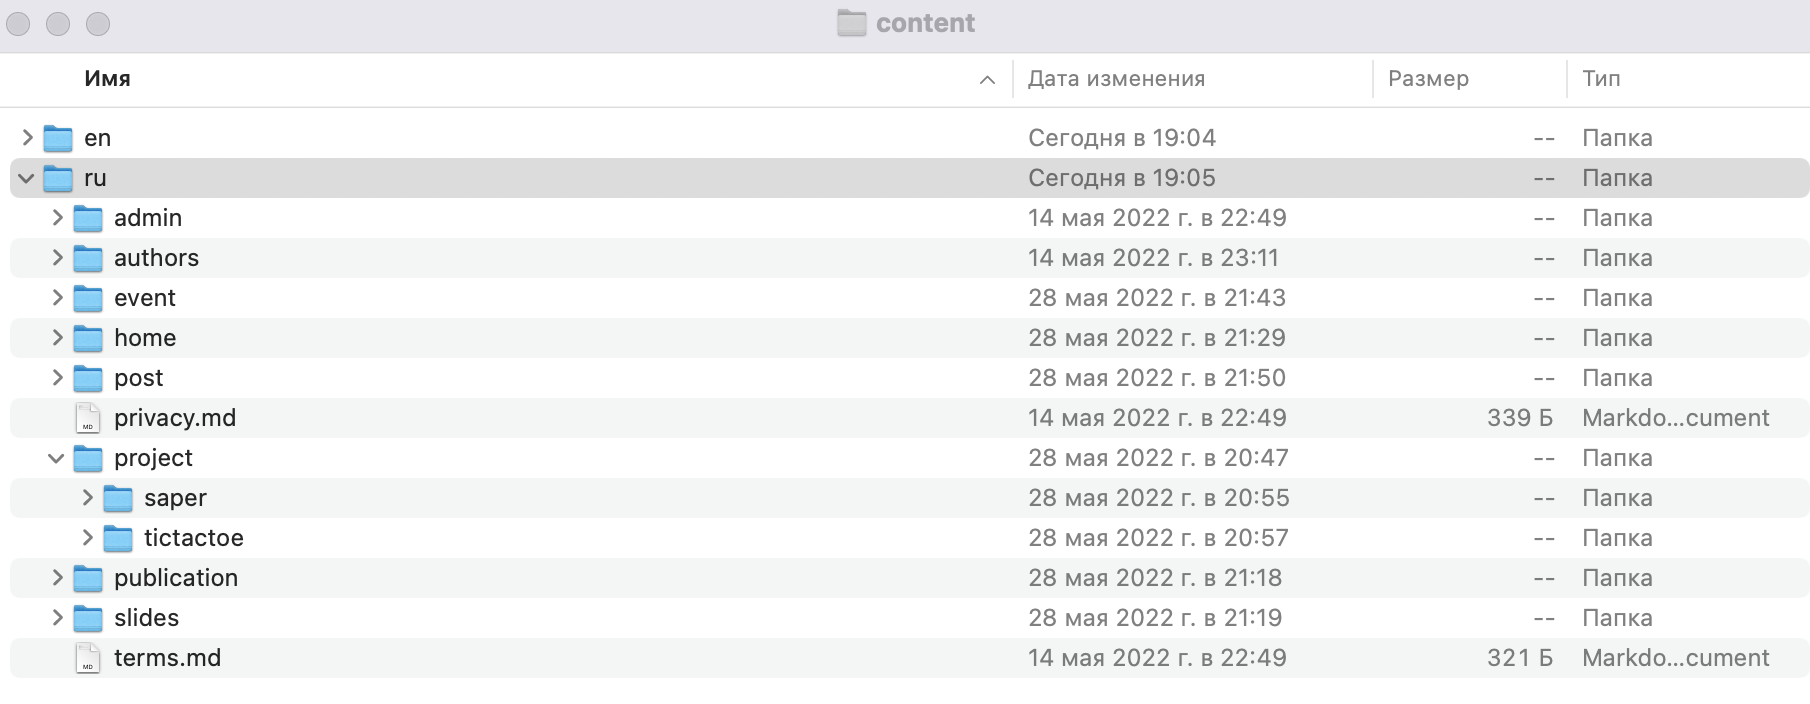 content
Имя Дата изменения Размер Тип
en Сегодня в 19:04 -- Папка
ru Сегодня в 19:05 -- Папка
admin 14 мая 2022 г. в 22:49 -- Папка
authors 14 мая 2022 г. в 23:11 -- Папка
event 28 мая 2022 г. в 21:43 -- Папка
home 28 мая 2022 г. в 21:29 -- Папка
post 28 мая 2022 г. в 21:50 -- Папка
MD privacy.md 14 мая 2022 г. в 22:49 339 Б Markdo...cument
project 28 мая 2022 г. в 20:47 -- Папка
saper 28 мая 2022 г. в 20:55 -- Папка
tictactoe 28 мая 2022 г. в 20:57 -- Папка
publication 28 мая 2022 г. в 21:18 -- Папка
slides 28 мая 2022 г. в 21:19 -- Папка
MD terms.md 14 мая 2022 г. в 22:49 321 Б Markdo...cument